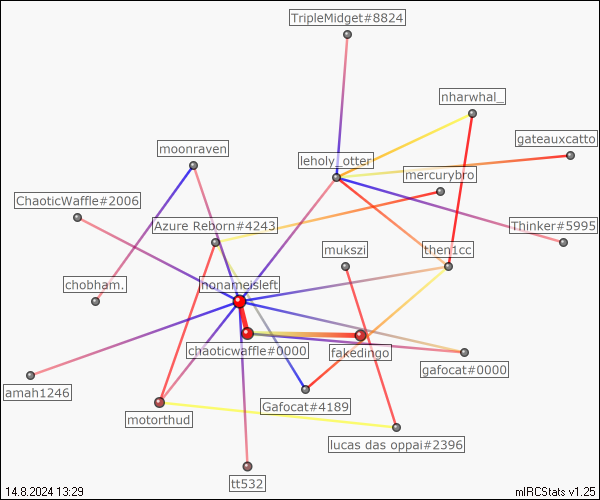 TripleMidget#8824
nharwhal_
gateauxcatto
moonraven
leholy_otter
mercurybro
ChaoticWaffle#2006
Azure Reborn#4243
Thinker#5995
mukszi
then1cc
chobham.
nonameisleft
chaoticwaffle#0000
fakedingo
gafocat#0000
amah1246
Gafocat#4189
motorthud
lucas das oppai#2396
tt532
14.8.2024 13:29
mIRCStats v1.25